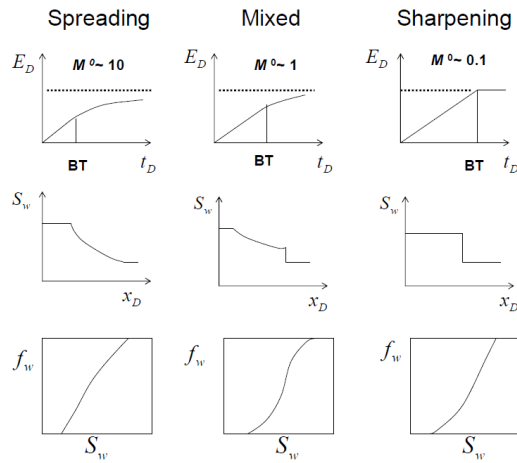 Spreading Mixed Sharpening
E_D M⁰~ 10 E_D M⁰~ 1 E_D M⁰~ 0.1
BT t_D BT t_D BT t_D
S_w S_w S_w
x_D x_D x_D
f_w f_w f_w
S_w S_w S_w